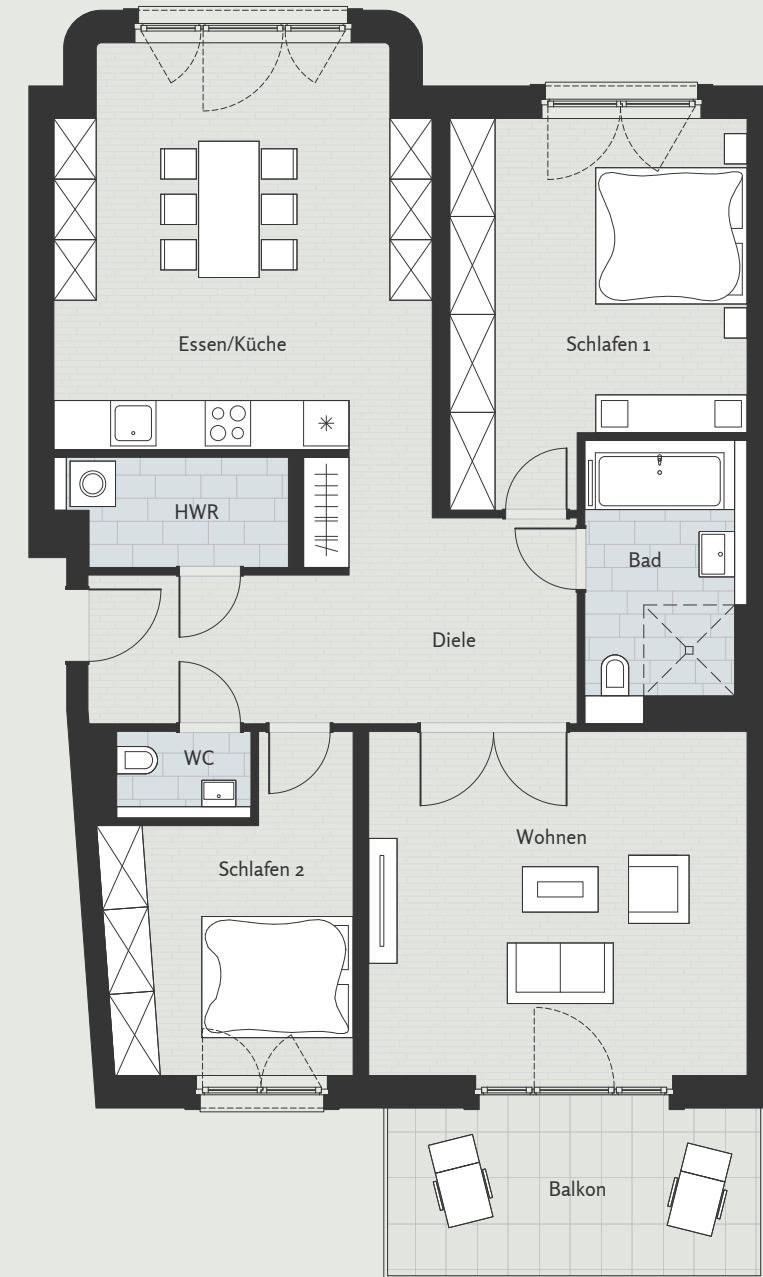 Essen/Küche
Schlafen 1
HWR
Bad
Diele
WC
Wohnen
Schlafen 2
Balkon